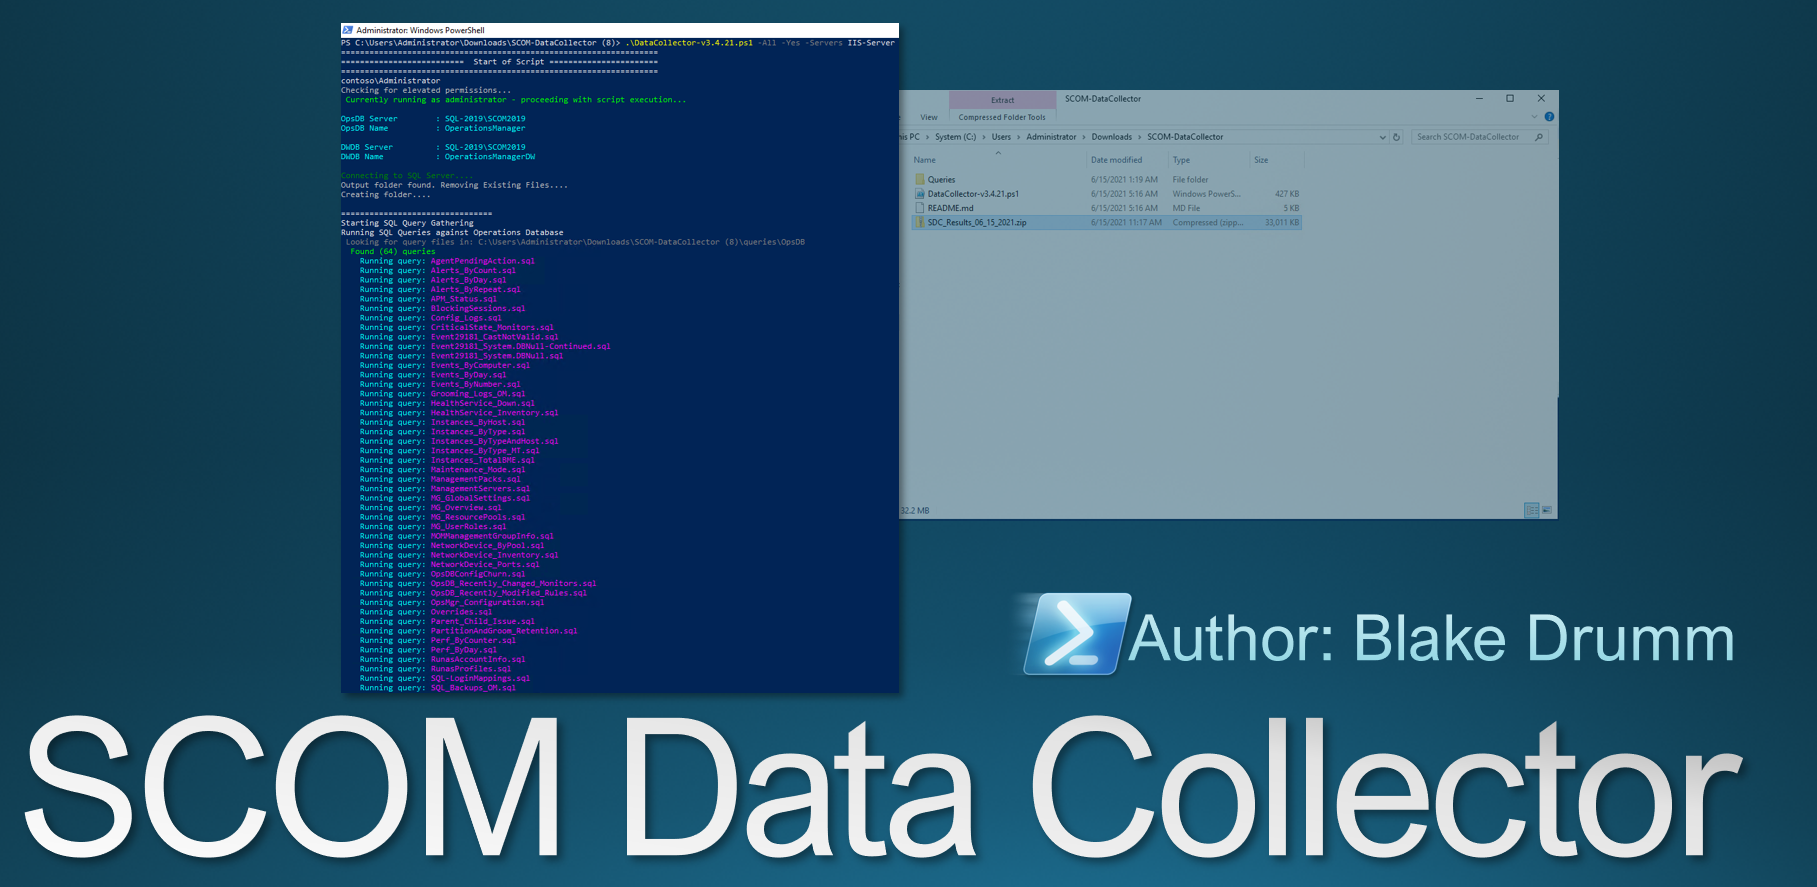 Administrator: Windows PowerShell
PS C:\Users\Administrator\Downloads\SCOM-DataCollector (8)> .\DataCollector-v3.4.21.ps1 -All -Yes -Servers IIS-Server
===================================================================
========================== Start of Script =======================
===================================================================
contoso\Administrator
Checking for elevated permissions...
Currently running as administrator - proceeding with script execution...
OpsDB Server : SQL-2019\SCOM2019
OpsDB Name : OperationsManager
DWDB Server : SQL-2019\SCOM2019
DWDB Name : OperationsManagerDW
Connecting to SQL Server....
Output folder found. Removing Existing Files....
Creating folder....
================================
Starting SQL Query Gathering
Running SQL Queries against Operations Database
Looking for query files in: C:\Users\Administrator\Downloads\SCOM-DataCollector (8)\queries\OpsDB
Found (64) queries
Running query: AgentPendingAction.sql
Running query: Alerts_ByCount.sql
Running query: Alerts_ByDay.sql
Running query: Alerts_ByRepeat.sql
Running query: APM_Status.sql
Running query: BlockingSessions.sql
Running query: Config_Logs.sql
Running query: CriticalState_Monitors.sql
Running query: Event29181_CastNotValid.sql
Running query: Event29181_System.DBNull-Continued.sql
Running query: Event29181_System.DBNull.sql
Running query: Events_ByComputer.sql
Running query: Events_ByDay.sql
Running query: Events_ByNumber.sql
Running query: Grooming_Logs_OM.sql
Running query: HealthService_Down.sql
Running query: HealthService_Inventory.sql
Running query: Instances_ByHost.sql
Running query: Instances_ByType.sql
Running query: Instances_ByTypeAndHost.sql
Running query: Instances_ByType_MT.sql
Running query: Instances_TotalBME.sql
Running query: Maintenance_Mode.sql
Running query: ManagementPacks.sql
Running query: ManagementServers.sql
Running query: MG_GlobalSettings.sql
Running query: MG_Overview.sql
Running query: MG_ResourcePools.sql
Running query: MG_UserRoles.sql
Running query: MOMManagementGroupInfo.sql
Running query: NetworkDevice_ByPool.sql
Running query: NetworkDevice_Inventory.sql
Running query: NetworkDevice_Ports.sql
Running query: OpsDBConfigChurn.sql
Running query: OpsDB_Recently_Changed_Monitors.sql
Running query: OpsDB_Recently_Modified_Rules.sql
Running query: OpsMgr_Configuration.sql
Running query: Overrides.sql
Running query: Parent_Child_Issue.sql
Running query: PartitionAndGroom_Retention.sql
Running query: Perf_ByCounter.sql
Running query: Perf_ByDay.sql
Running query: RunasAccountInfo.sql
Running query: RunasProfiles.sql
Running query: SQL-LoginMappings.sql
Running query: SQL_Backups_OM.sql
Extract SCOM-DataCollector
View Compressed Folder Tools
his PC > System (C:) > Users > Administrator > Downloads > SCOM-DataCollector Search SCOM-DataCollector
Name Date modified Type Size
Queries 6/15/2021 1:19 AM File folder
DataCollector-v3.4.21.ps1 6/15/2021 5:16 AM Windows PowerS... 427 KB
README.md 6/15/2021 5:16 AM MD File 5 KB
SDC_Results_06_15_2021.zip 6/15/2021 11:17 AM Compressed (zipp... 33,011 KB
32.2 MB
Author: Blake Drumm
SCOM Data Collector